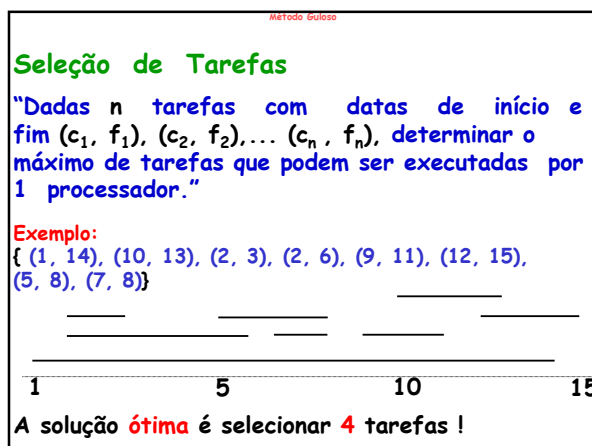 Método Guloso
Seleção de Tarefas
“Dadas n tarefas com datas de início e
fim (c₁, f₁), (c₂, f₂),... (cₙ , fₙ), determinar o
máximo de tarefas que podem ser executadas por
1 processador.”
Exemplo:
{ (1, 14), (10, 13), (2, 3), (2, 6), (9, 11), (12, 15),
(5, 8), (7, 8)}
1 5 10 15
A solução ótima é selecionar 4 tarefas !